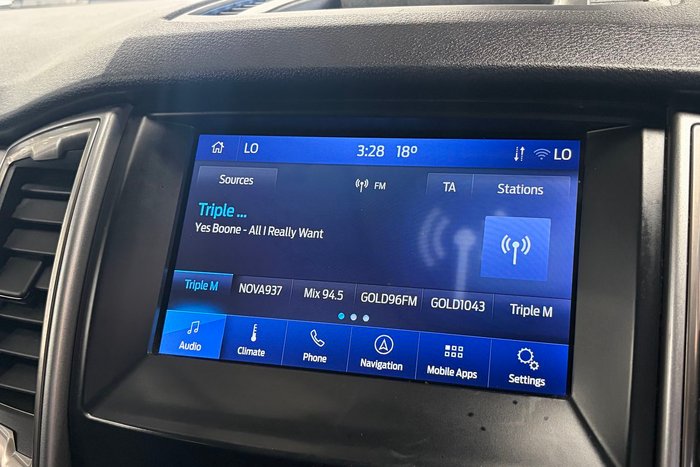 LO 3:28 18° LO
Sources FM TA Stations
Triple ...
Yes Boone - All I Really Want
Triple M NOVA937 Mix 94.5 GOLD96FM GOLD1043 Triple M
Audio Climate Phone Navigation Mobile Apps Settings